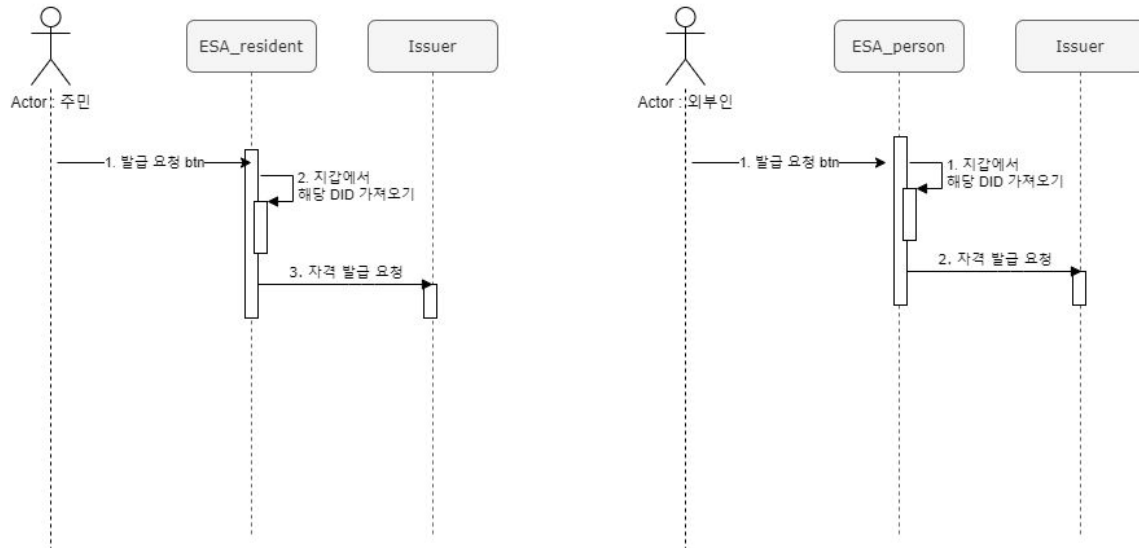 ESA_resident
Issuer
Actor : 주민
1. 발급 요청 btn
2. 지갑에서
해당 DID 가져오기
3. 자격 발급 요청
ESA_person
Issuer
Actor : 외부인
1. 발급 요청 btn
1. 지갑에서
해당 DID 가져오기
2. 자격 발급 요청